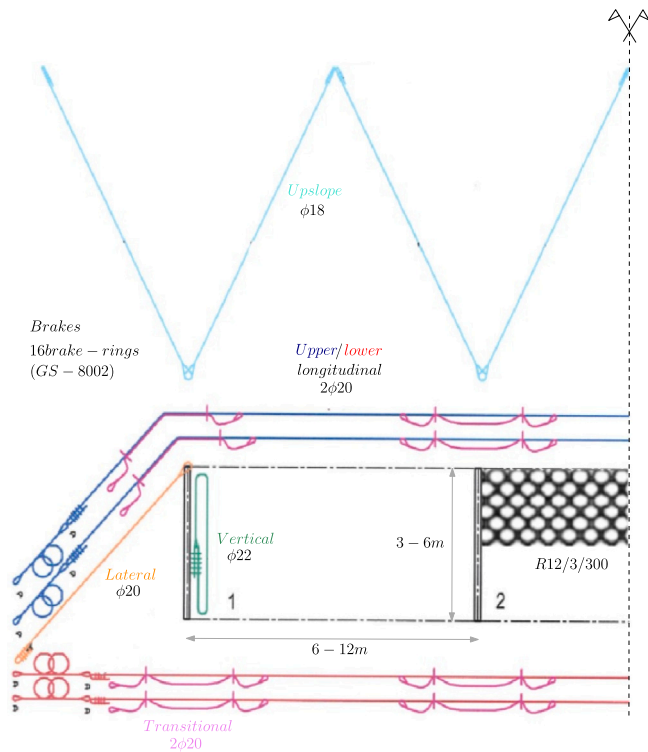 Upslope
ϕ18
Brakes
16brake − rings
(GS − 8002)
Upper/lower
longitudinal
2ϕ20
3 − 6m
Vertical
ϕ22
R12/3/300
Lateral
ϕ20
1
2
6 − 12m
Transitional
2ϕ20